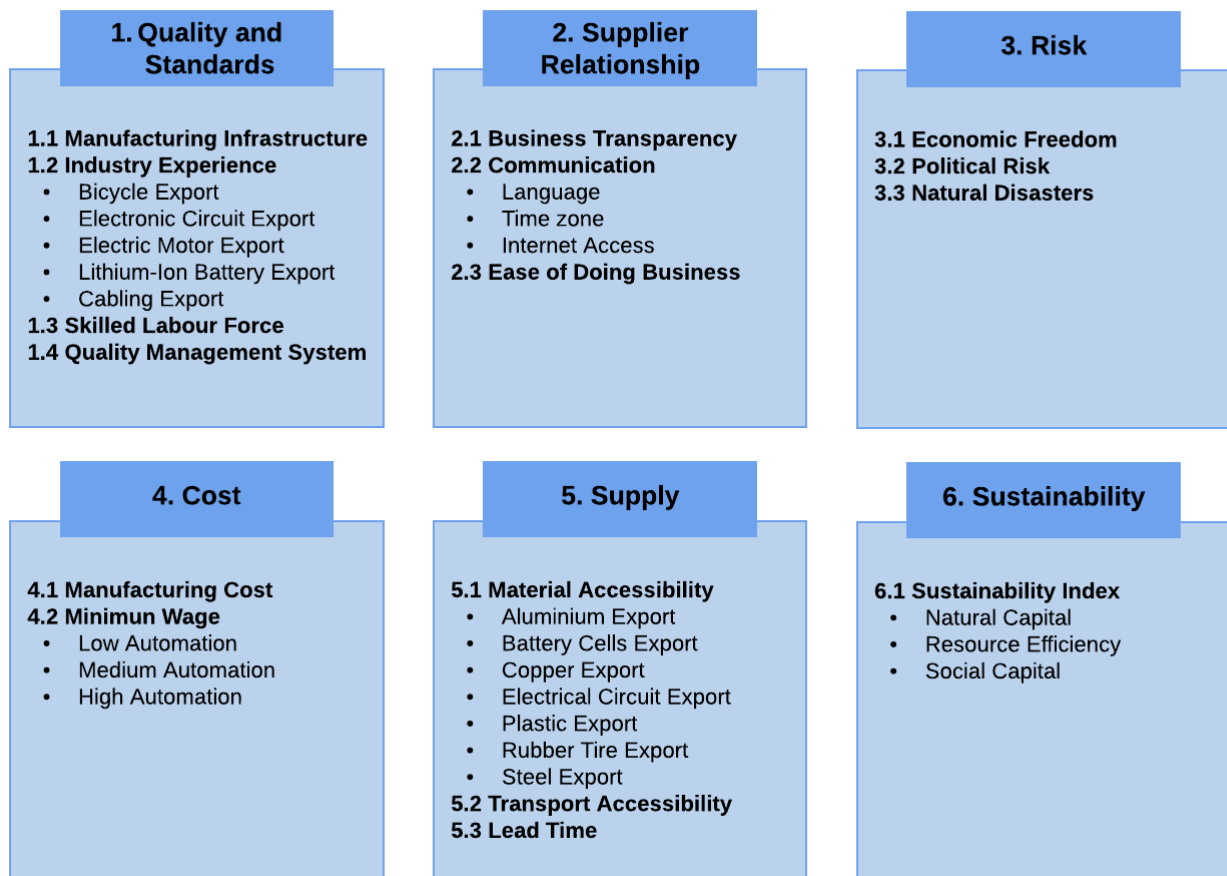 1. Quality and
Standards
1.1 Manufacturing Infrastructure
1.2 Industry Experience
• Bicycle Export
• Electronic Circuit Export
• Electric Motor Export
• Lithium-Ion Battery Export
• Cabling Export
1.3 Skilled Labour Force
1.4 Quality Management System
2. Supplier
Relationship
2.1 Business Transparency
2.2 Communication
• Language
• Time zone
• Internet Access
2.3 Ease of Doing Business
3. Risk
3.1 Economic Freedom
3.2 Political Risk
3.3 Natural Disasters
4. Cost
4.1 Manufacturing Cost
4.2 Minimun Wage
• Low Automation
• Medium Automation
• High Automation
5. Supply
5.1 Material Accessibility
• Aluminium Export
• Battery Cells Export
• Copper Export
• Electrical Circuit Export
• Plastic Export
• Rubber Tire Export
• Steel Export
5.2 Transport Accessibility
5.3 Lead Time
6. Sustainability
6.1 Sustainability Index
• Natural Capital
• Resource Efficiency
• Social Capital